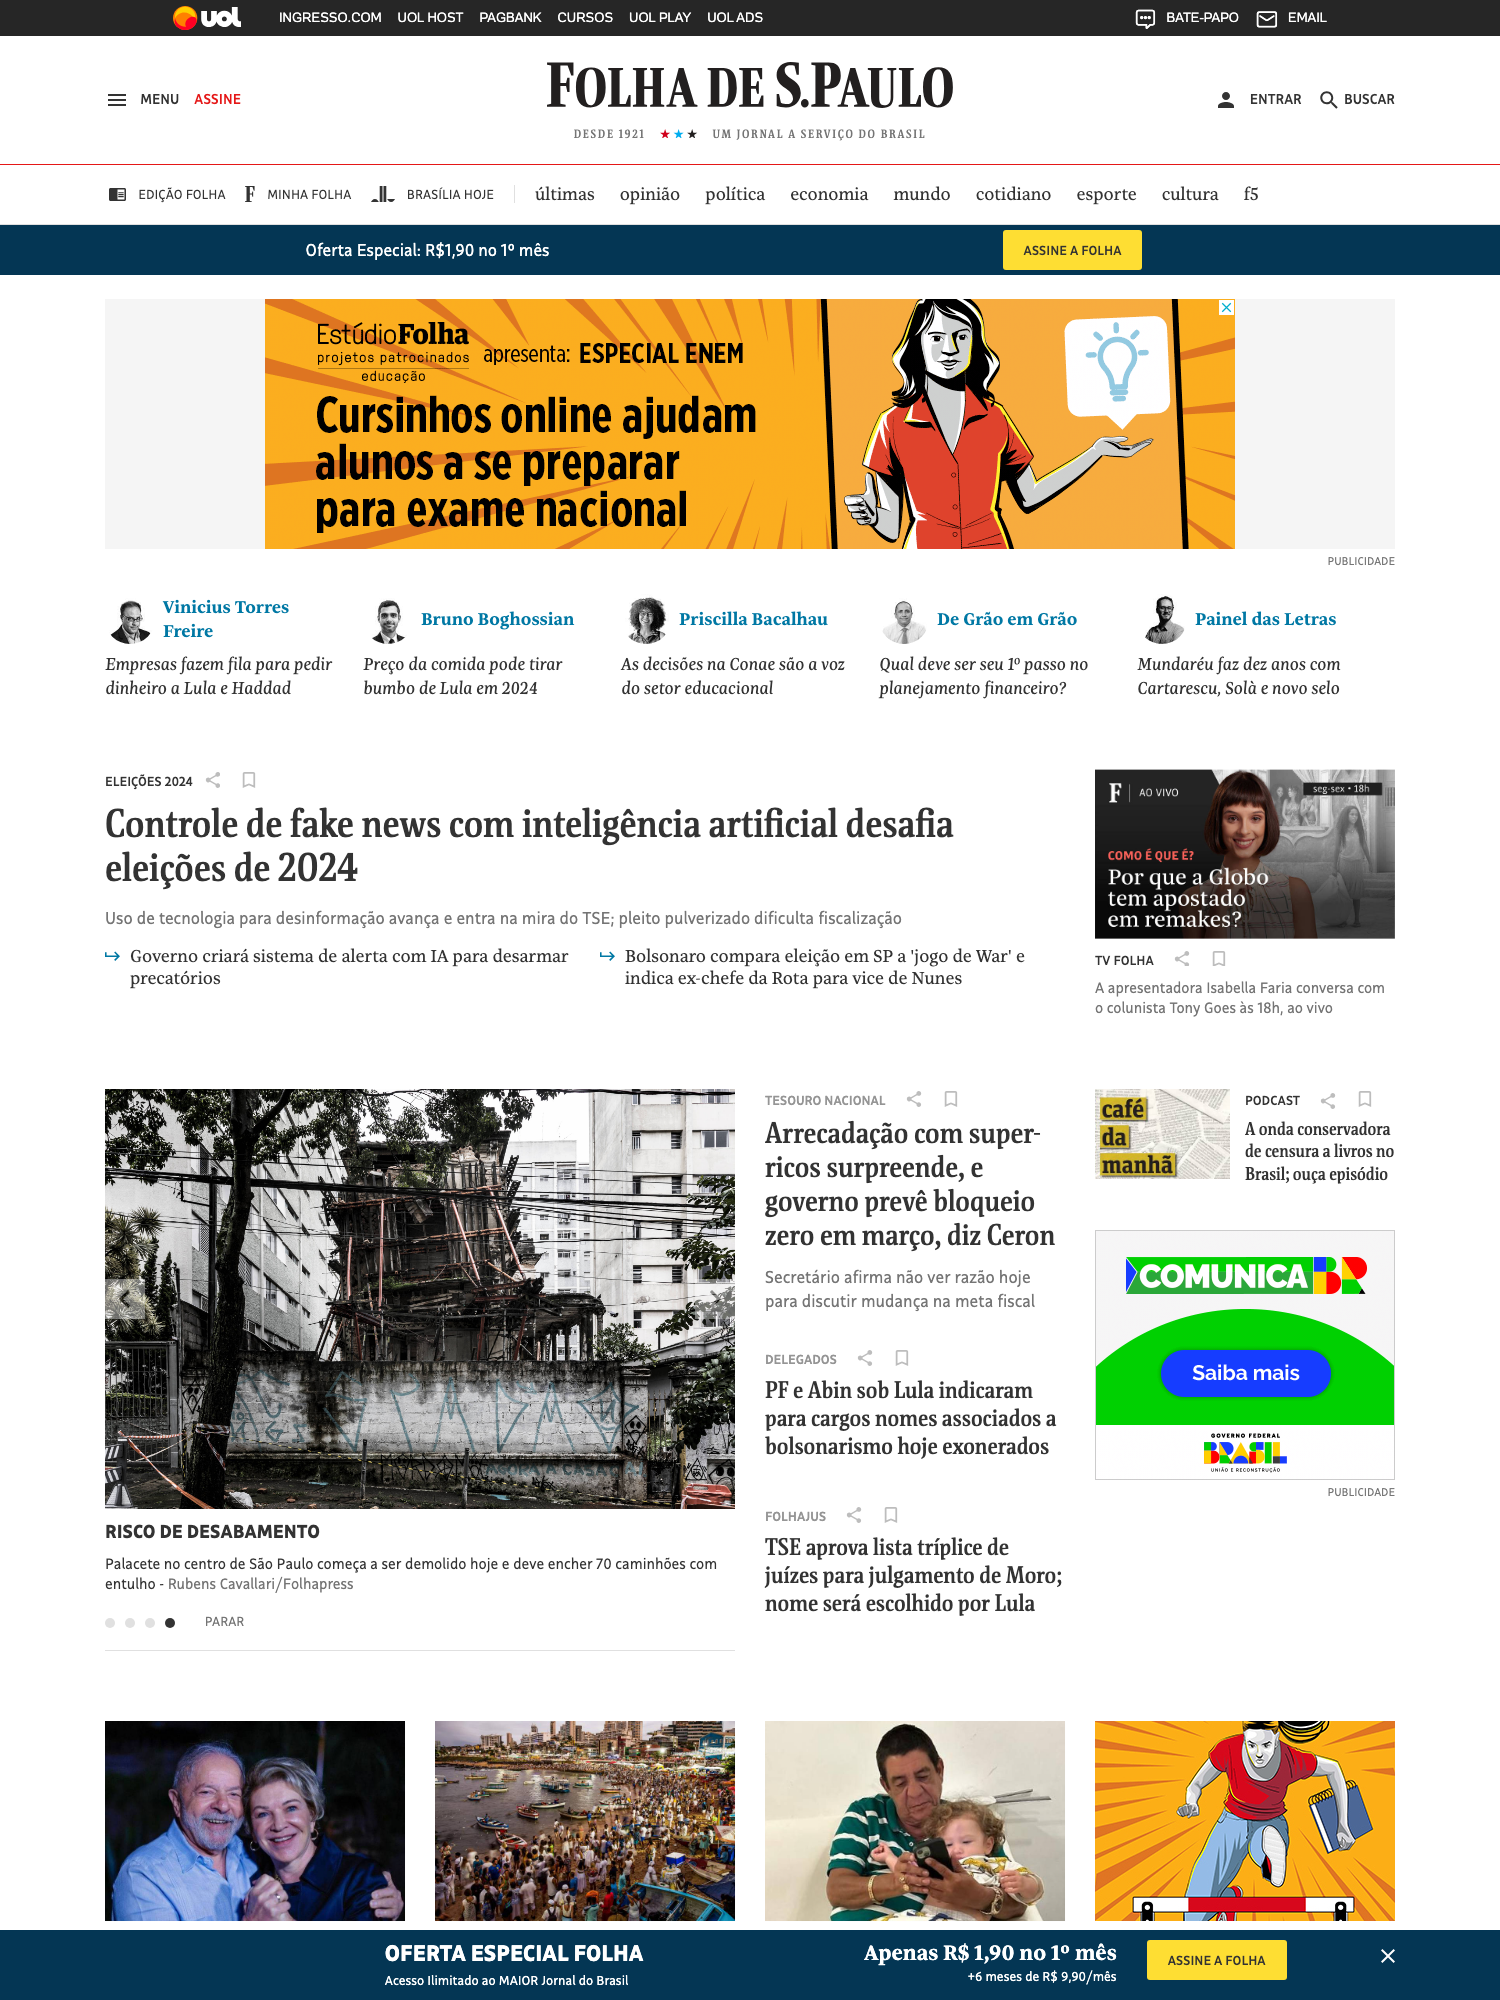 uol INGRESSO.COM UOL HOST PAGBANK CURSOS UOL PLAY UOL ADS BATE-PAPO EMAIL
MENU ASSINE FOLHA DE S.PAULO ENTRAR BUSCAR
DESDE 1921 ★★★ UM JORNAL A SERVIÇO DO BRASIL
EDIÇÃO FOLHA F MINHA FOLHA BRASÍLIA HOJE últimas opinião política economia mundo cotidiano esporte cultura f5
Oferta Especial: R$1,90 no 1º mês ASSINE A FOLHA
EstúdioFolha
projetos patrocinados
educação
apresenta: ESPECIAL ENEM
Cursinhos online ajudam
alunos a se preparar
para exame nacional
PUBLICIDADE
Vinicius Torres
Freire
Empresas fazem fila para pedir
dinheiro a Lula e Haddad
Bruno Boghossian
Preço da comida pode tirar
bumbo de Lula em 2024
Priscilla Bacalhau
As decisões na Conae são a voz
do setor educacional
De Grão em Grão
Qual deve ser seu 1º passo no
planejamento financeiro?
Painel das Letras
Mundaréu faz dez anos com
Cartarescu, Solà e novo selo
ELEIÇÕES 2024
Controle de fake news com inteligência artificial desafia
eleições de 2024
Uso de tecnologia para desinformação avança e entra na mira do TSE; pleito pulverizado dificulta fiscalização
Governo criará sistema de alerta com IA para desarmar
precatórios
Bolsonaro compara eleição em SP a 'jogo de War' e
indica ex-chefe da Rota para vice de Nunes
F AO VIVO seg-sex • 18h
COMO É QUE É?
Por que a Globo
tem apostado
em remakes?
TV FOLHA
A apresentadora Isabella Faria conversa com
o colunista Tony Goes às 18h, ao vivo
RISCO DE DESABAMENTO
Palacete no centro de São Paulo começa a ser demolido hoje e deve encher 70 caminhões com
entulho - Rubens Cavallari/Folhapress
PARAR
TESOURO NACIONAL
Arrecadação com super-
ricos surpreende, e
governo prevê bloqueio
zero em março, diz Ceron
Secretário afirma não ver razão hoje
para discutir mudança na meta fiscal
DELEGADOS
PF e Abin sob Lula indicaram
para cargos nomes associados a
bolsonarismo hoje exonerados
FOLHAJUS
TSE aprova lista tríplice de
juízes para julgamento de Moro;
nome será escolhido por Lula
café
da
manhã
PODCAST
A onda conservadora
de censura a livros no
Brasil; ouça episódio
COMUNICABR
Saiba mais
GOVERNO FEDERAL
BRASIL
UNIÃO E RECONSTRUÇÃO
PUBLICIDADE
OFERTA ESPECIAL FOLHA
Acesso Ilimitado ao MAIOR Jornal do Brasil
Apenas R$ 1,90 no 1º mês
+6 meses de R$ 9,90/mês
ASSINE A FOLHA